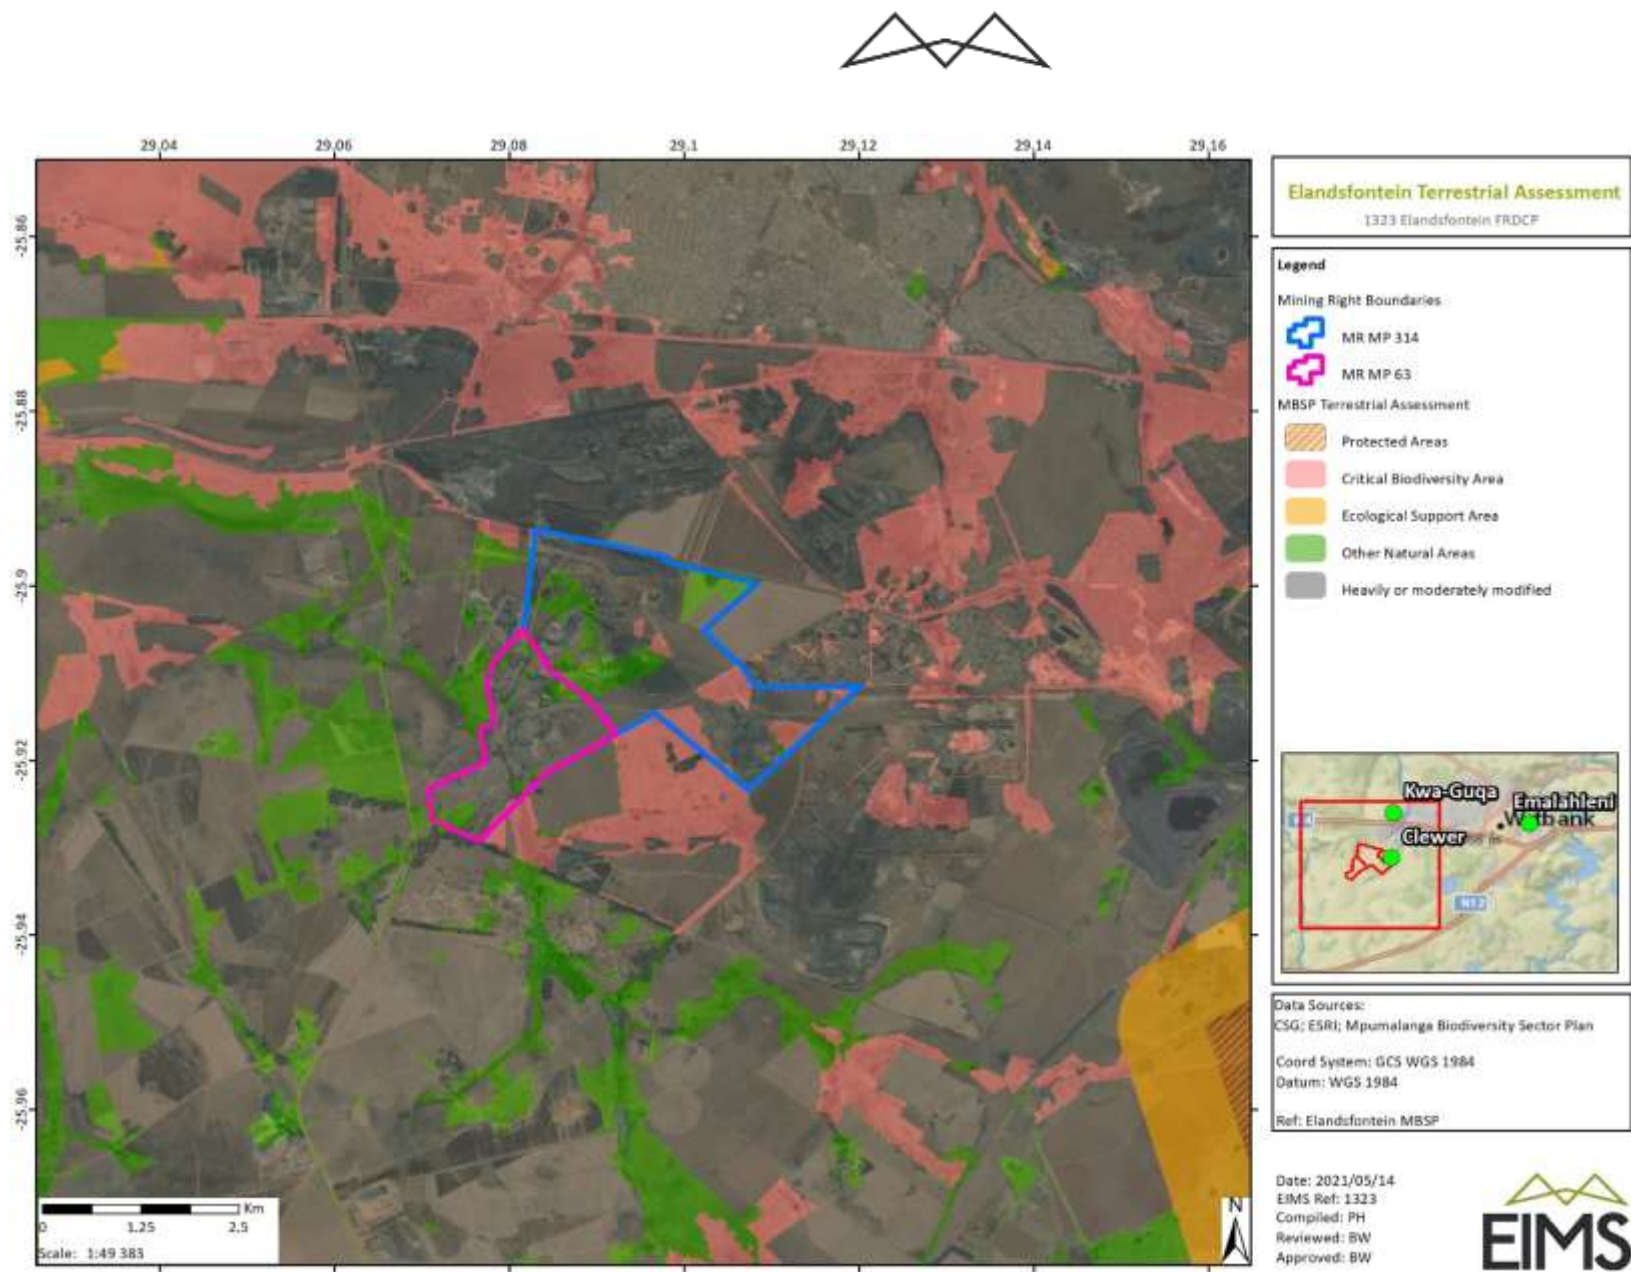 29,04 29,06 29,08 29,1 29,12 29,14 29,16
-25,86
-25,88
-25,9
-25,92
-25,94
-25,96
Km
0 1,25 2,5
Scale: 1:49 383
N
Elandsfontein Terrestrial Assessment
1323 Elandsfontein FRDCP
Legend
Mining Right Boundaries
MR MP 314
MR MP 63
MBSP Terrestrial Assessment
Protected Areas
Critical Biodiversity Area
Ecological Support Area
Other Natural Areas
Heavily or moderately modified
Kwa-Guqa
Emalahleni
Witbank
Clewer
N12
Data Sources:
CSG; ESRI; Mpumalanga Biodiversity Sector Plan
Coord System: GCS WGS 1984
Datum: WGS 1984
Ref: Elandsfontein MBSP
Date: 2021/05/14
EIMS Ref: 1323
Compiled: PH
Reviewed: BW
Approved: BW
EIMS